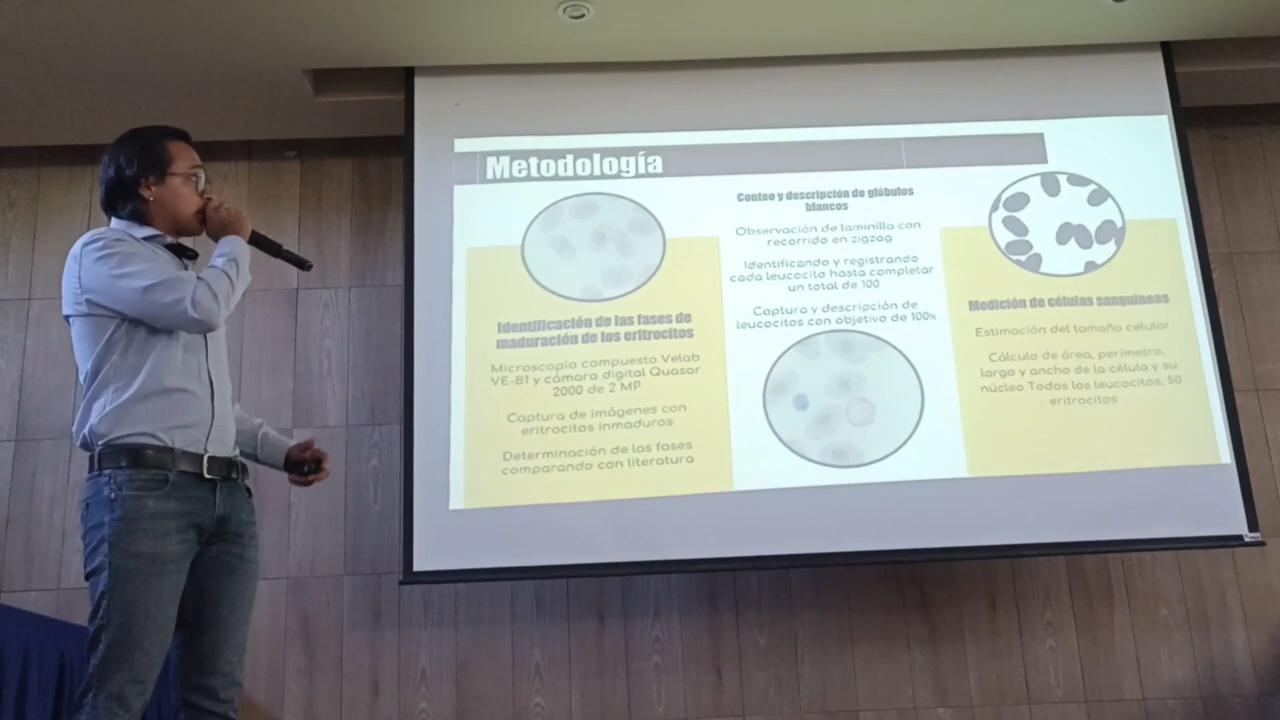 Metodología
Identificación de las fases de
maduración de los eritrocitos
Microscopio compuesto Velab
VE-B1 y cámara digital Quasar
2000 de 2 MP
Captura de imágenes con
eritrocitos inmaduros
Determinación de las fases
comparando con literatura
Conteo y descripción de glóbulos
blancos
Observación de laminilla con
recorrido en zigzag
Identificando y registrando
cada leucocito hasta completar
un total de 100
Captura y descripción de
leucocitos con objetivo de 100x
Medición de células sanguíneas
Estimación del tamaño celular
Cálculo de área, perímetro,
largo y ancho de la célula y su
núcleo Todos los leucocitos, 50
eritrocitos